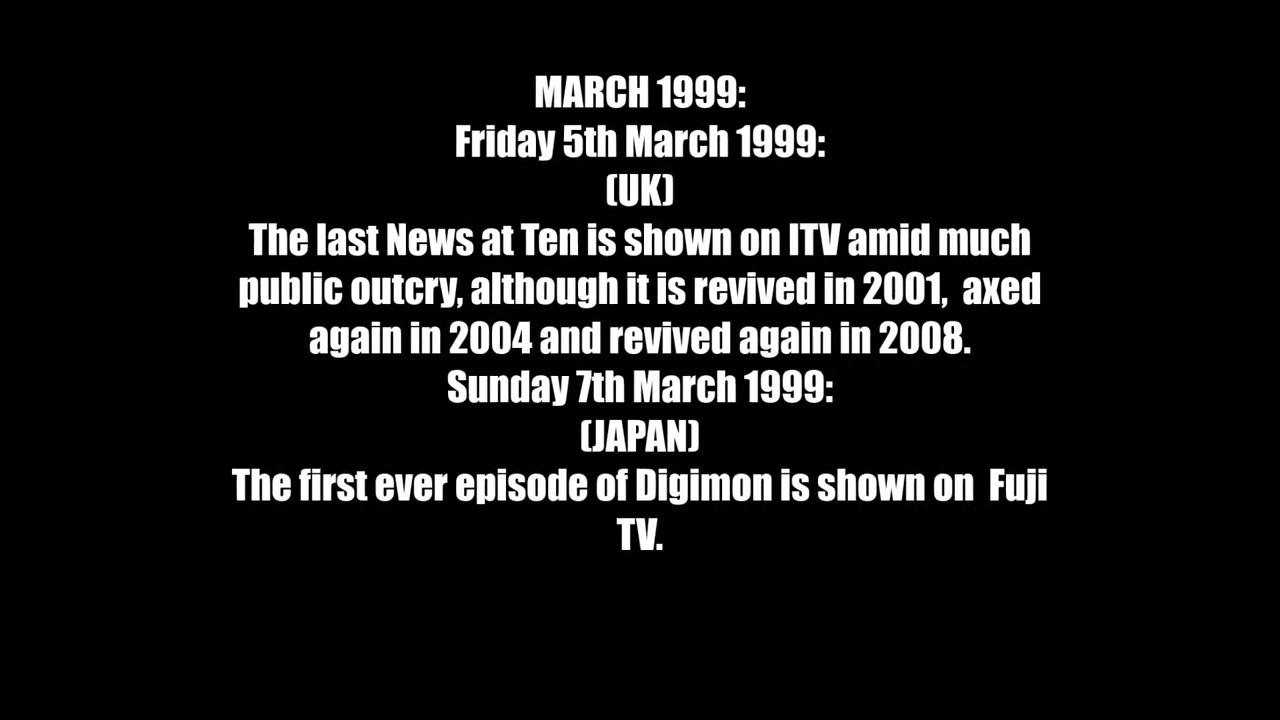 MARCH 1999:
Friday 5th March 1999:
(UK)
The last News at Ten is shown on ITV amid much
public outcry, although it is revived in 2001,  axed
again in 2004 and revived again in 2008.
Sunday 7th March 1999:
(JAPAN)
The first ever episode of Digimon is shown on  Fuji
TV.